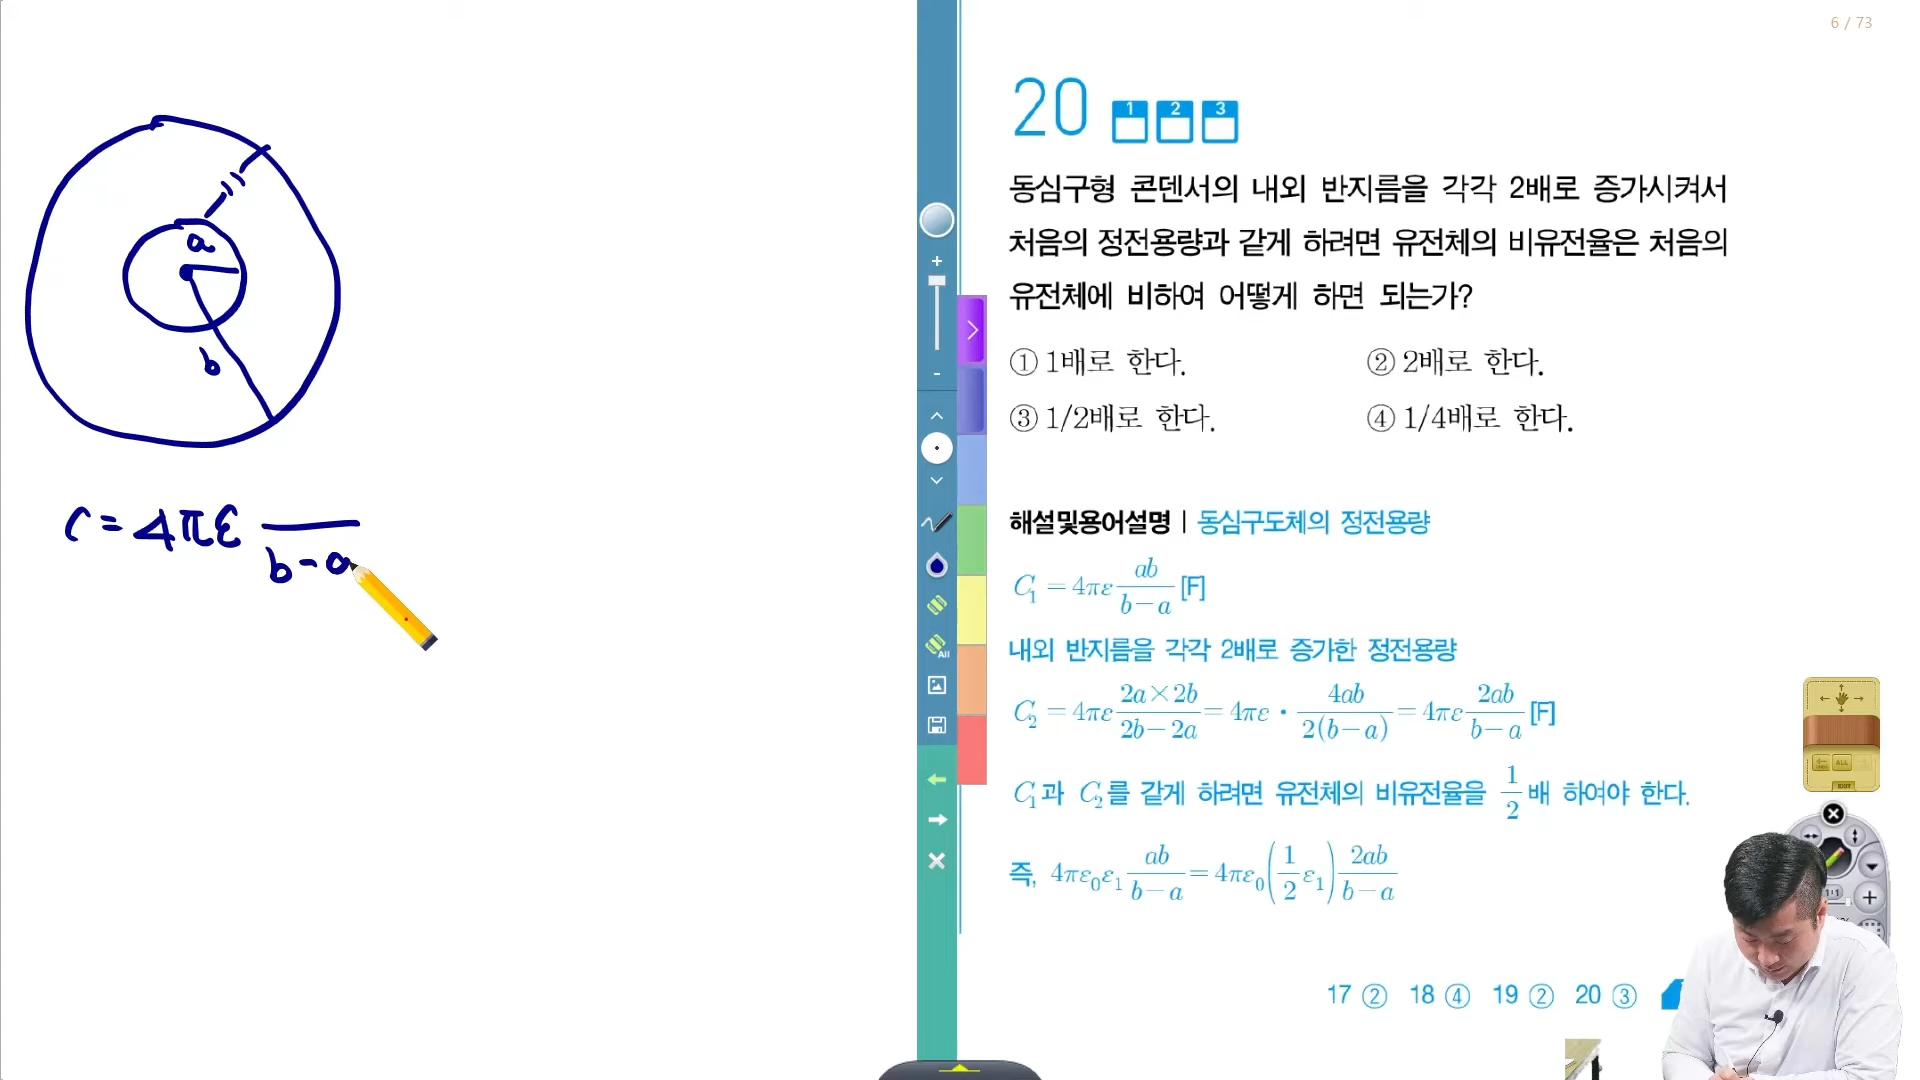 6 / 73
a
b
C = 4πε ―
b - a
+
-
All
20 1 2 3
동심구형 콘덴서의 내외 반지름을 각각 2배로 증가시켜서
처음의 정전용량과 같게 하려면 유전체의 비유전율은 처음의
유전체에 비하여 어떻게 하면 되는가?
① 1배로 한다. ② 2배로 한다.
③ 1/2배로 한다. ④ 1/4배로 한다.
해설및용어설명 | 동심구도체의 정전용량
C₁ = 4πε ab/(b-a) [F]
내외 반지름을 각각 2배로 증가한 정전용량
C₂ = 4πε (2a×2b)/(2b-2a) = 4πε · 4ab/(2(b-a)) = 4πε 2ab/(b-a) [F]
C₁과 C₂를 같게 하려면 유전체의 비유전율을 1/2배 하여야 한다.
즉, 4πε₀ε₁ ab/(b-a) = 4πε₀(1/2 ε₁) 2ab/(b-a)
17 ② 18 ④ 19 ② 20 ③
ALL
EXIT